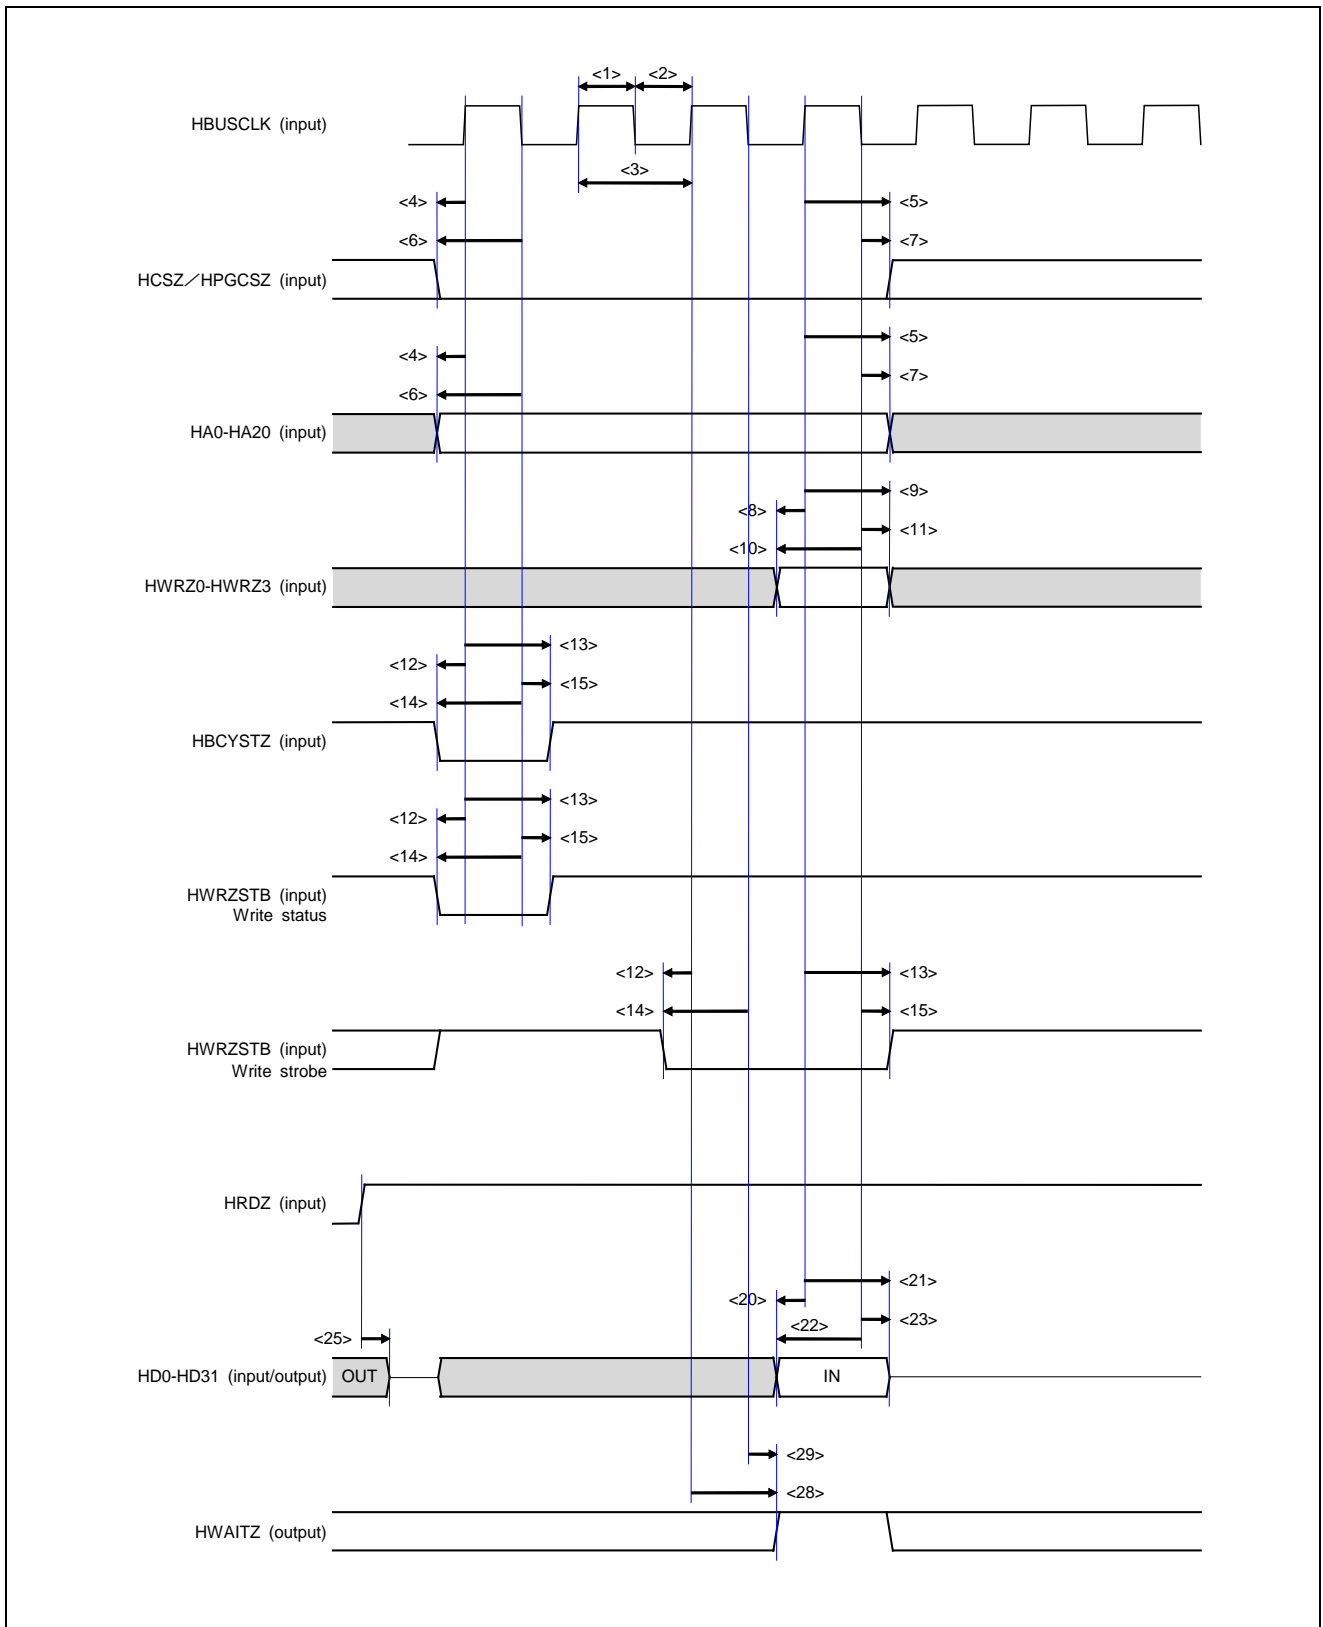 <1> <2>
HBUSCLK (input)
<3>
<4> <5>
<6> <7>
HCSZ／HPGCSZ (input)
<5>
<4>
<7>
<6>
HA0-HA20 (input)
<9>
<8>
<11>
<10>
HWRZ0-HWRZ3 (input)
<13>
<12>
<15>
<14>
HBCYSTZ (input)
<13>
<12>
<15>
<14>
HWRZSTB (input)
Write status
<12> <13>
<14> <15>
HWRZSTB (input)
Write strobe
HRDZ (input)
<21>
<20>
<23>
<25> <22>
HD0-HD31 (input/output) OUT IN
<29>
<28>
HWAITZ (output)